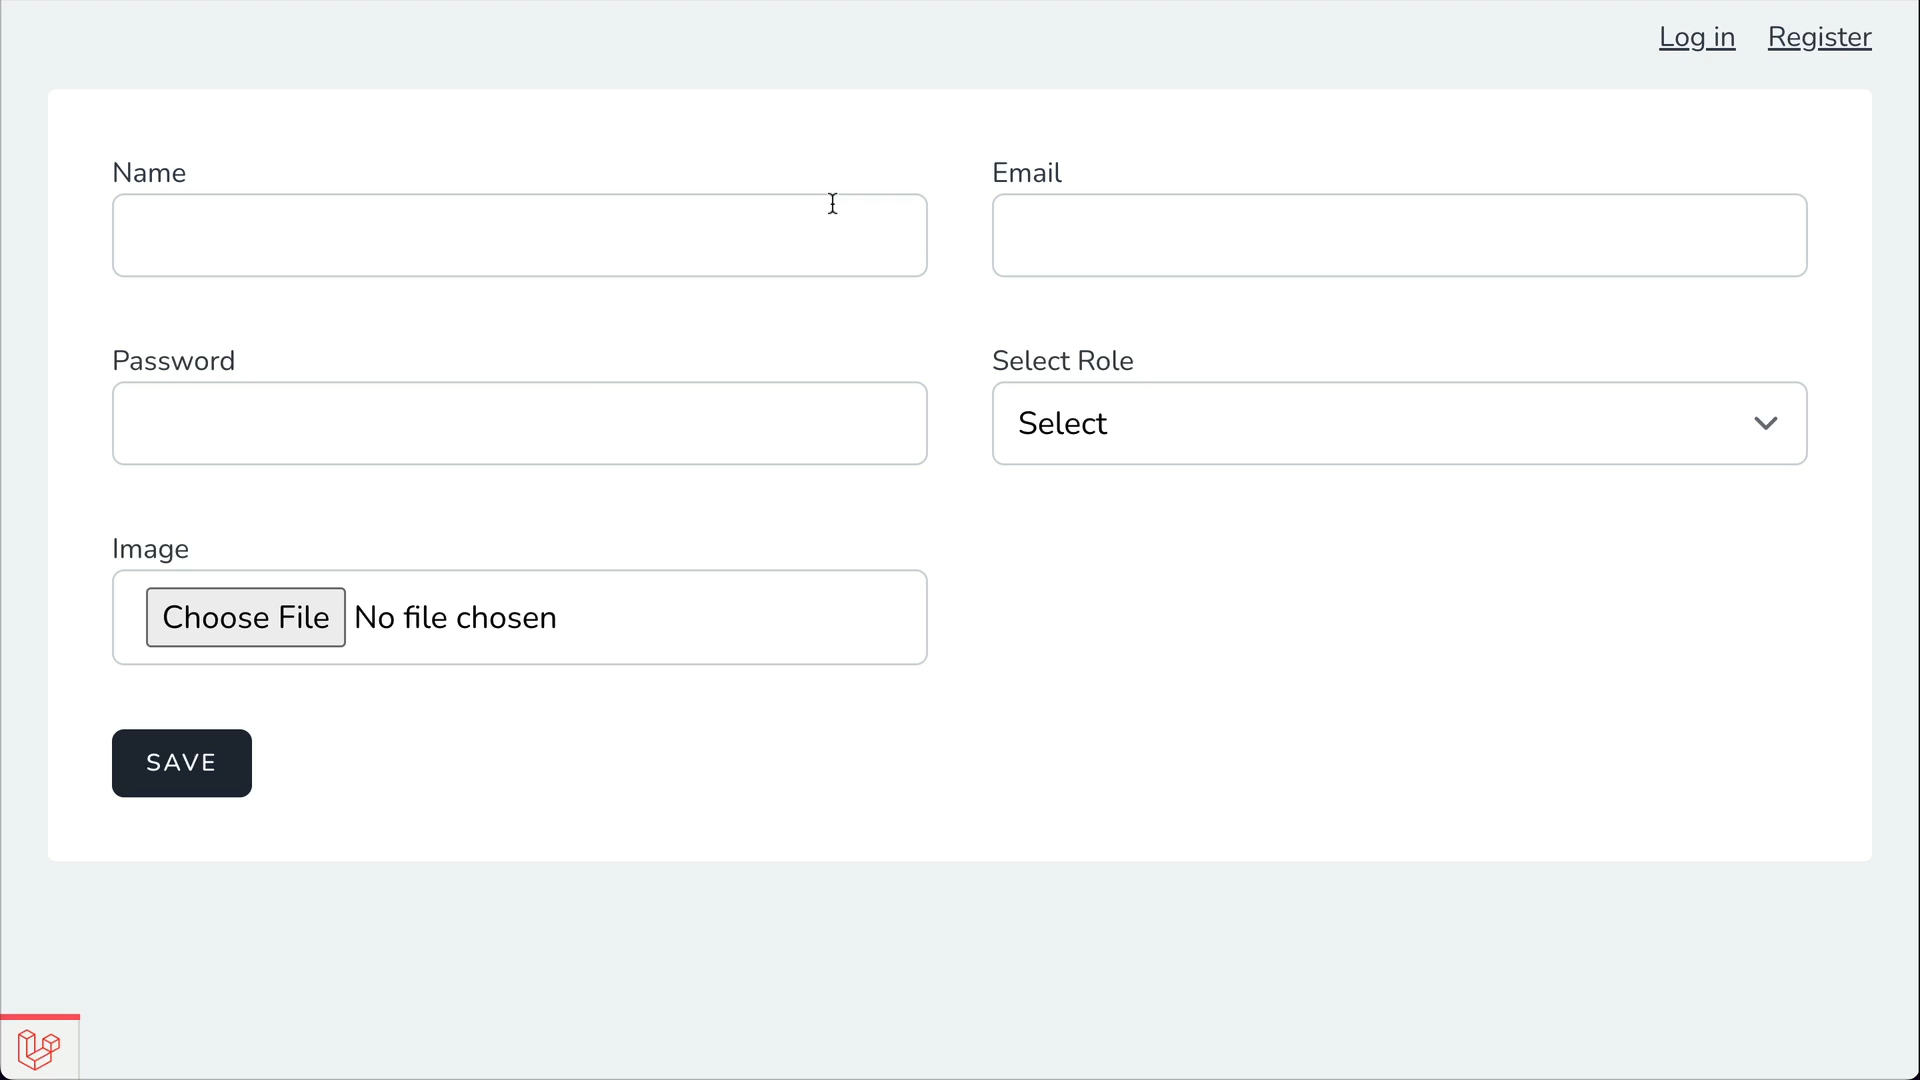 Log in Register
Name
Email
Password
Select Role
Select
Image
Choose File No file chosen
SAVE